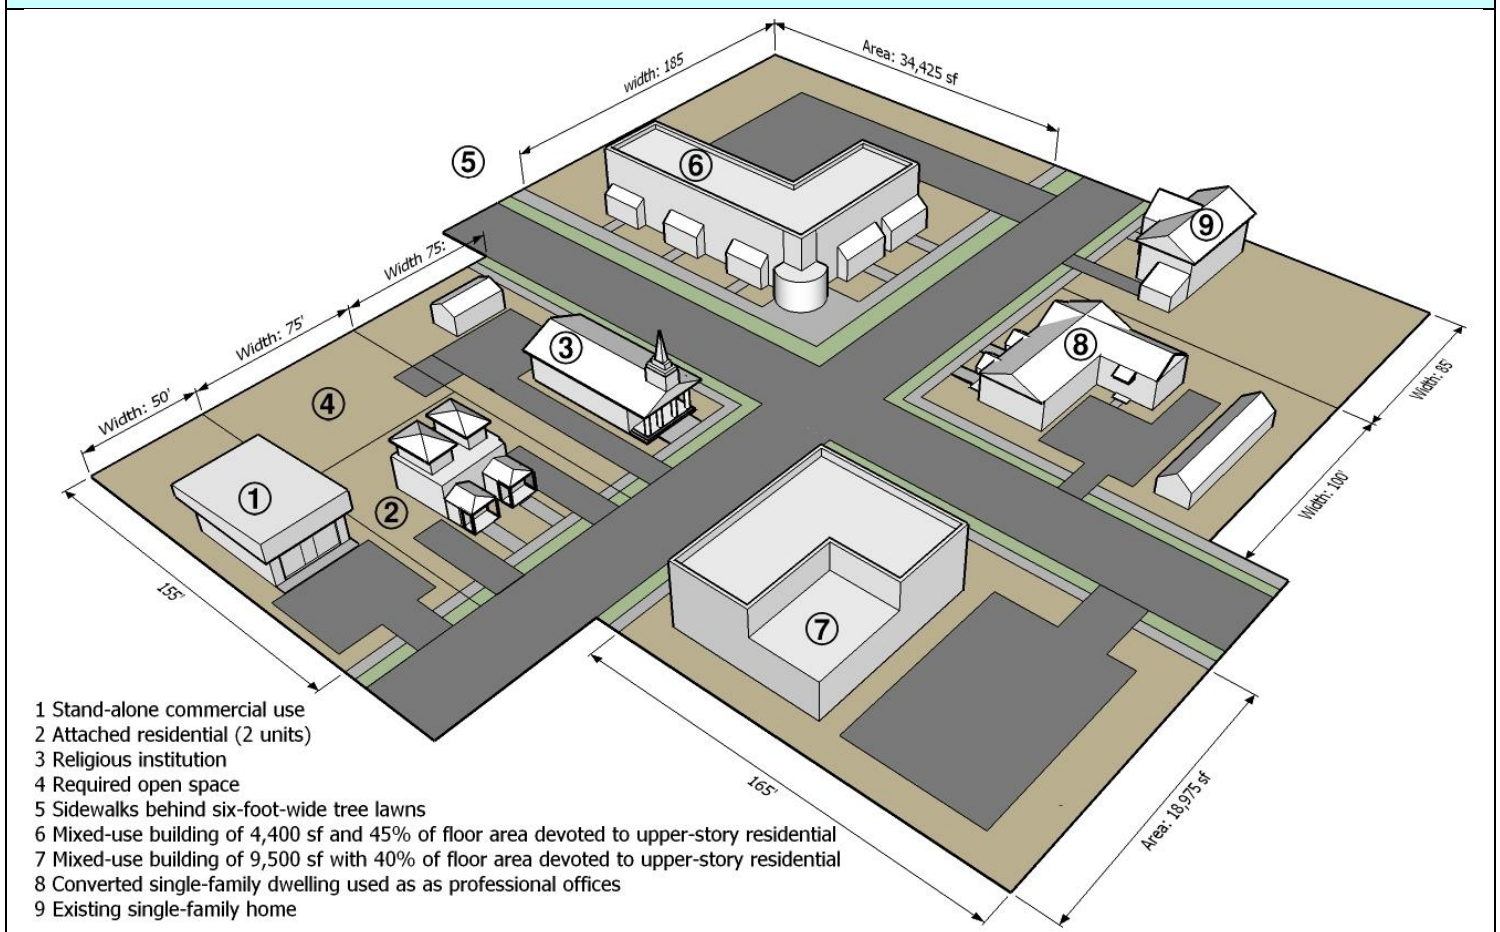 width: 185
Area: 34,425 sf
5
6
9
Width 75:
Width: 75'
3
8
Width: 85'
Width: 50'
4
Width: 100'
1
2
7
155'
165'
Area: 18,975 sf
1 Stand-alone commercial use
2 Attached residential (2 units)
3 Religious institution
4 Required open space
5 Sidewalks behind six-foot-wide tree lawns
6 Mixed-use building of 4,400 sf and 45% of floor area devoted to upper-story residential
7 Mixed-use building of 9,500 sf with 40% of floor area devoted to upper-story residential
8 Converted single-family dwelling used as as professional offices
9 Existing single-family home